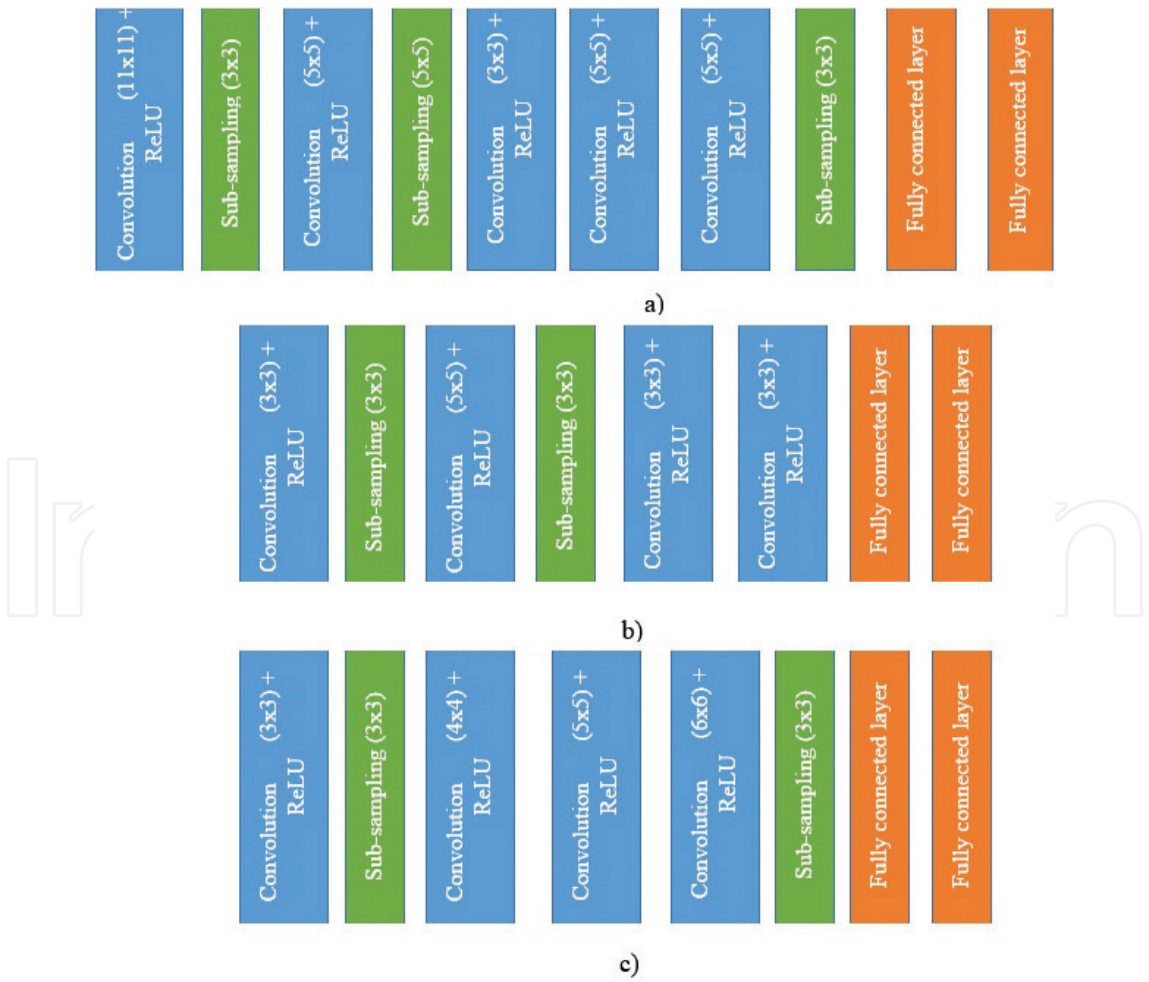 Convolution (11x11) +
ReLU
Sub-sampling (3x3)
Convolution (5x5) +
ReLU
Sub-sampling (5x5)
Convolution (3x3) +
ReLU
Convolution (5x5) +
ReLU
Convolution (5x5) +
ReLU
Sub-sampling (3x3)
Fully connected layer
Fully connected layer
a)
Convolution (3x3) +
ReLU
Sub-sampling (3x3)
Convolution (5x5) +
ReLU
Sub-sampling (3x3)
Convolution (3x3) +
ReLU
Convolution (3x3) +
ReLU
Fully connected layer
Fully connected layer
b)
Convolution (3x3) +
ReLU
Sub-sampling (3x3)
Convolution (4x4) +
ReLU
Convolution (5x5) +
ReLU
Convolution (6x6) +
ReLU
Sub-sampling (3x3)
Fully connected layer
Fully connected layer
c)